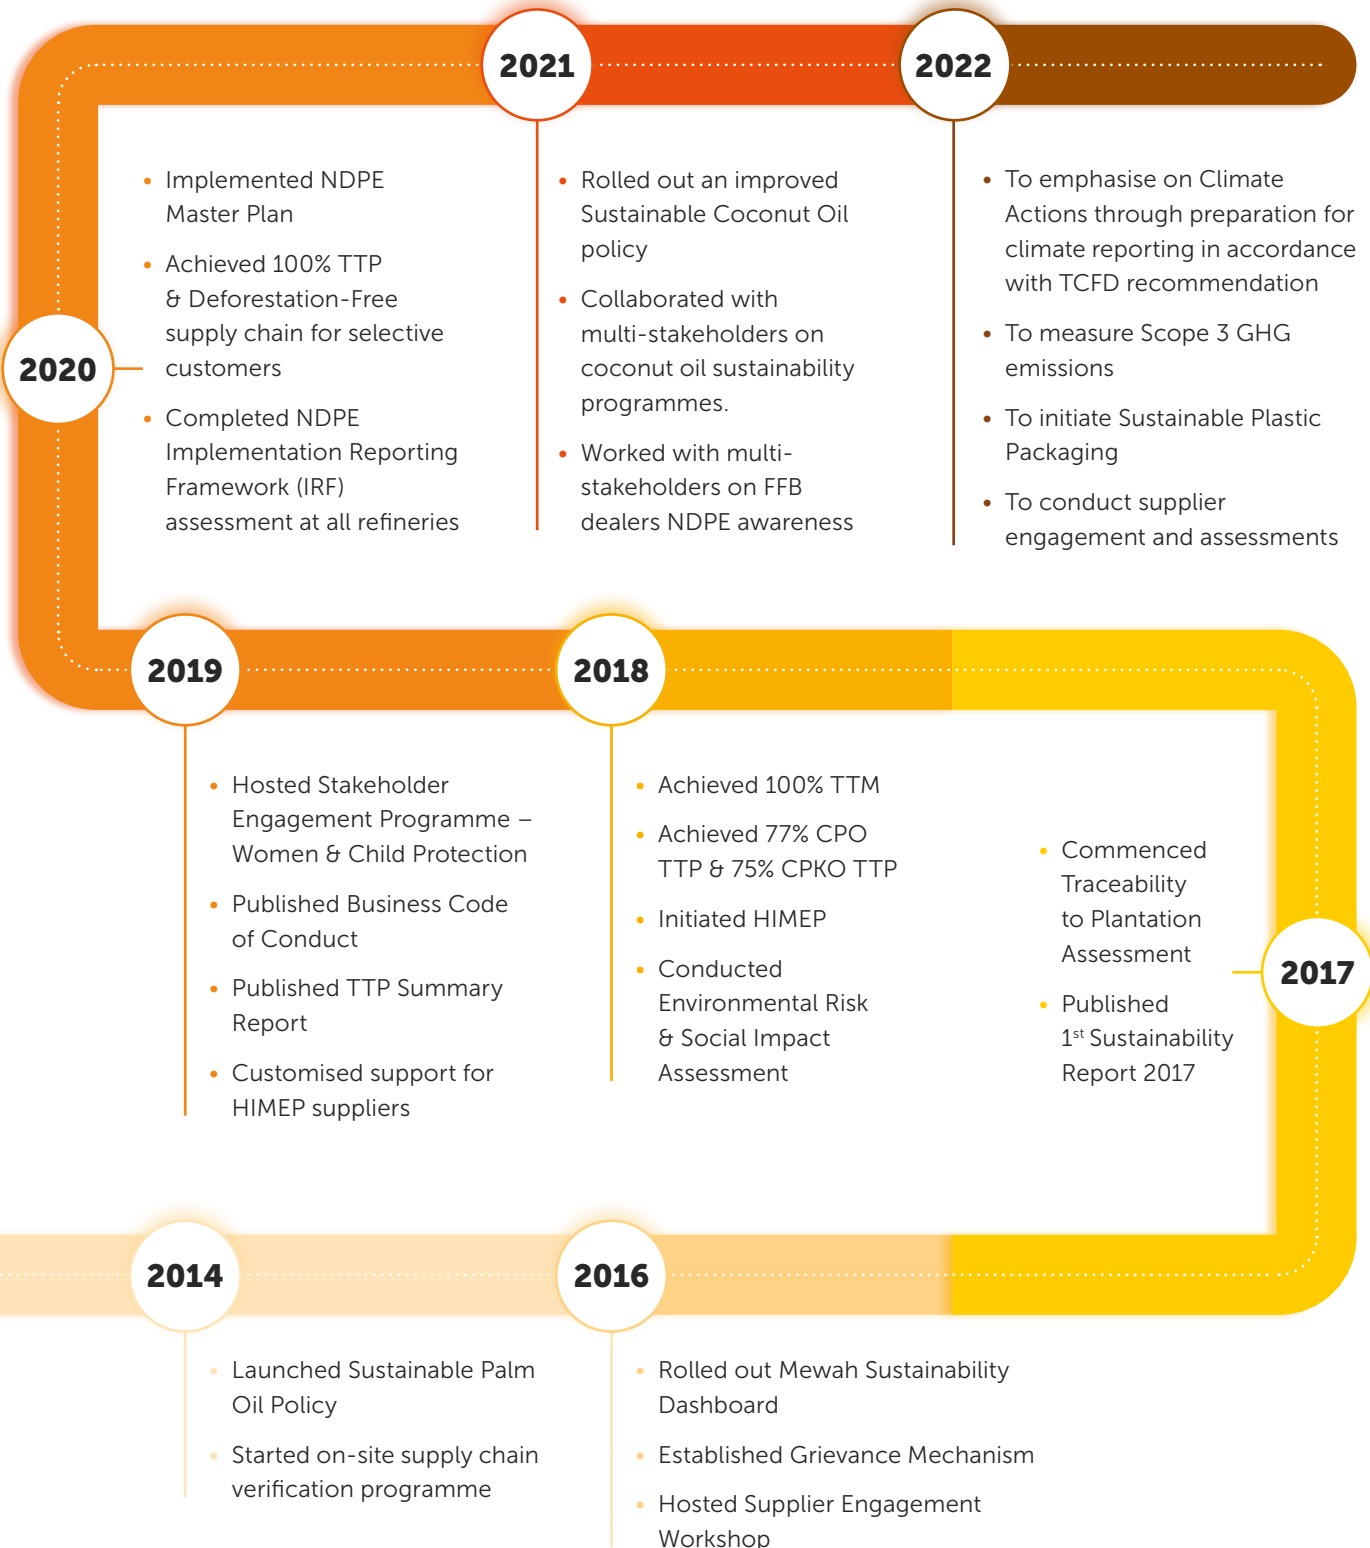 2021
2022
• Implemented NDPE
Master Plan
• Achieved 100% TTP
& Deforestation-Free
supply chain for selective
customers
• Completed NDPE
Implementation Reporting
Framework (IRF)
assessment at all refineries
• Rolled out an improved
Sustainable Coconut Oil
policy
• Collaborated with
multi-stakeholders on
coconut oil sustainability
programmes.
• Worked with multi-
stakeholders on FFB
dealers NDPE awareness
• To emphasise on Climate
Actions through preparation for
climate reporting in accordance
with TCFD recommendation
• To measure Scope 3 GHG
emissions
• To initiate Sustainable Plastic
Packaging
• To conduct supplier
engagement and assessments
2020
2019
2018
• Hosted Stakeholder
Engagement Programme –
Women & Child Protection
• Published Business Code
of Conduct
• Published TTP Summary
Report
• Customised support for
HIMEP suppliers
• Achieved 100% TTM
• Achieved 77% CPO
TTP & 75% CPKO TTP
• Initiated HIMEP
• Conducted
Environmental Risk
& Social Impact
Assessment
• Commenced
Traceability
to Plantation
Assessment
• Published
1st Sustainability
Report 2017
2017
2014
2016
• Launched Sustainable Palm
Oil Policy
• Started on-site supply chain
verification programme
• Rolled out Mewah Sustainability
Dashboard
• Established Grievance Mechanism
• Hosted Supplier Engagement
Workshop